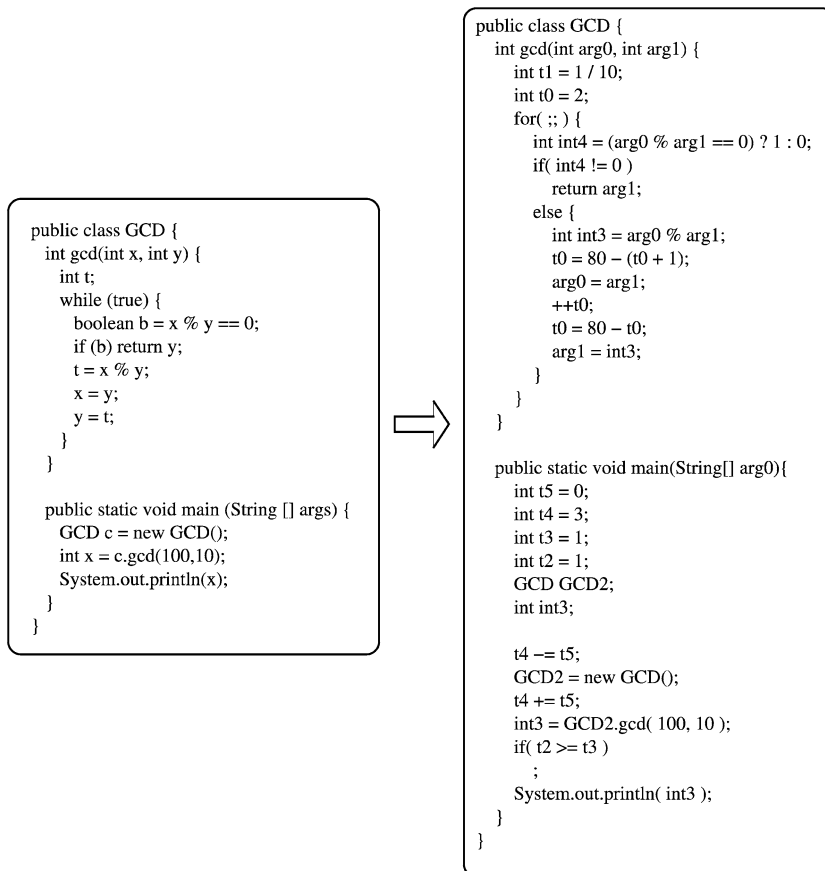 public class GCD {
int gcd(int x, int y) {
int t;
while (true) {
boolean b = x % y == 0;
if (b) return y;
t = x % y;
x = y;
y = t;
}
}
public static void main (String [] args) {
GCD c = new GCD();
int x = c.gcd(100,10);
System.out.println(x);
}
}
public class GCD {
int gcd(int arg0, int arg1) {
int t1 = 1 / 10;
int t0 = 2;
for( ;; ) {
int int4 = (arg0 % arg1 == 0) ? 1 : 0;
if( int4 != 0 )
return arg1;
else {
int int3 = arg0 % arg1;
t0 = 80 − (t0 + 1);
arg0 = arg1;
++t0;
t0 = 80 − t0;
arg1 = int3;
}
}
}
public static void main(String[] arg0){
int t5 = 0;
int t4 = 3;
int t3 = 1;
int t2 = 1;
GCD GCD2;
int int3;
t4 −= t5;
GCD2 = new GCD();
t4 += t5;
int3 = GCD2.gcd( 100, 10 );
if( t2 >= t3 )
;
System.out.println( int3 );
}
}